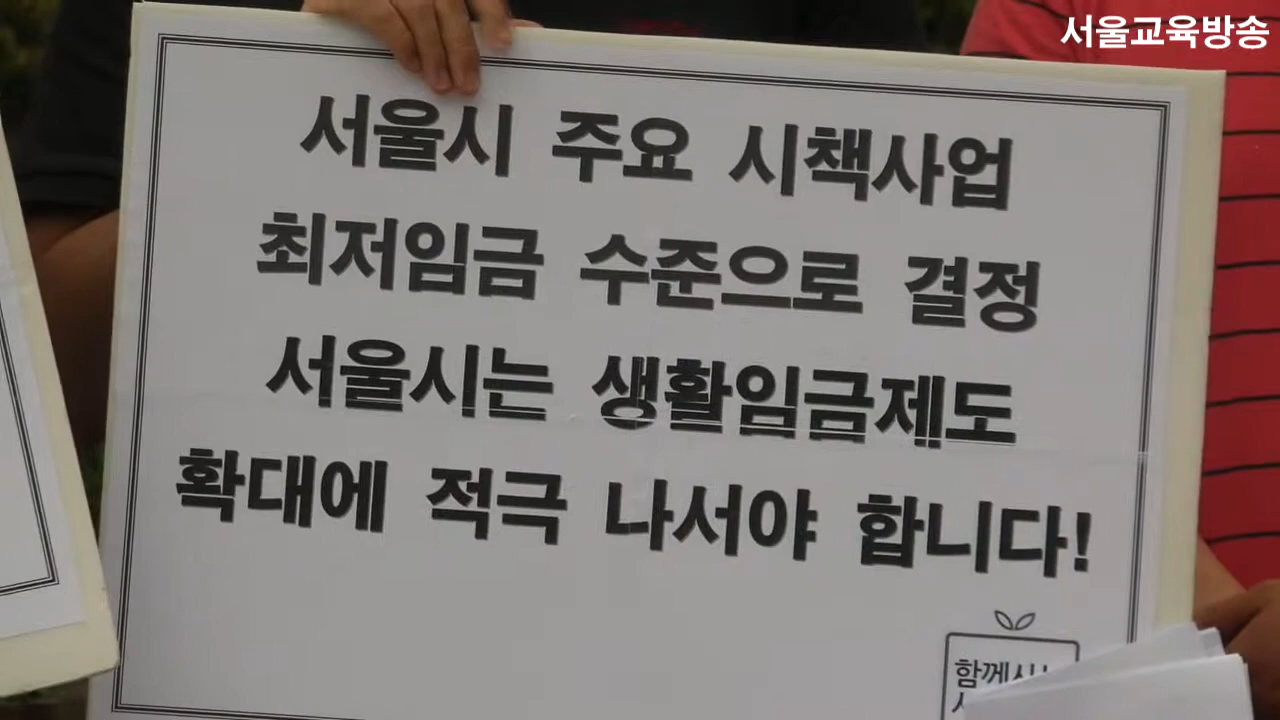 서울교육방송
서울시 주요 시책사업
최저임금 수준으로 결정
서울시는 생활임금제도
확대에 적극 나서야 합니다!